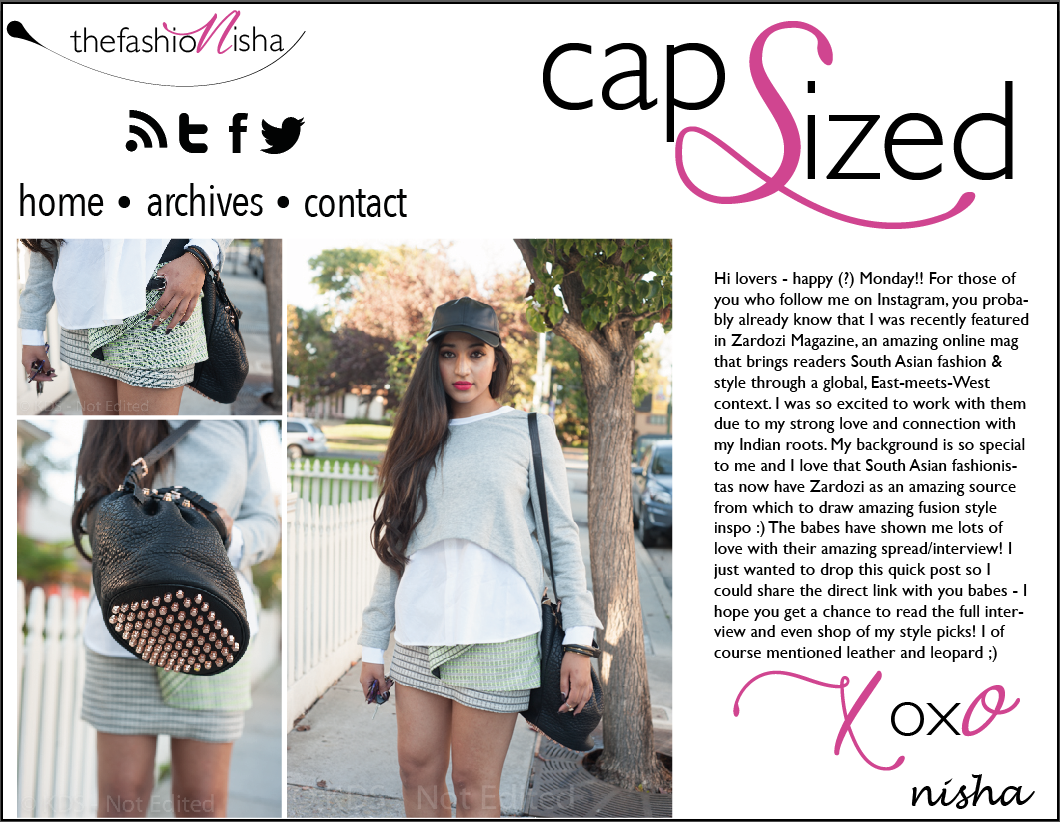 thefashioNisha
capSized
home • archives • contact
Hi lovers - happy (?) Monday!! For those of
you who follow me on Instagram, you proba-
bly already know that I was recently featured
in Zardozi Magazine, an amazing online mag
that brings readers South Asian fashion &
style through a global, East-meets-West
context. I was so excited to work with them
due to my strong love and connection with
my Indian roots. My background is so special
to me and I love that South Asian fashionis-
tas now have Zardozi as an amazing source
from which to draw amazing fusion style
inspo :) The babes have shown me lots of
love with their amazing spread/interview! I
just wanted to drop this quick post so I
could share the direct link with you babes - I
hope you get a chance to read the full inter-
view and even shop of my style picks! I of
course mentioned leather and leopard ;)
Xoxo
nisha
Not Edited
© KDS - Not Edited
© KDS - Not Edited